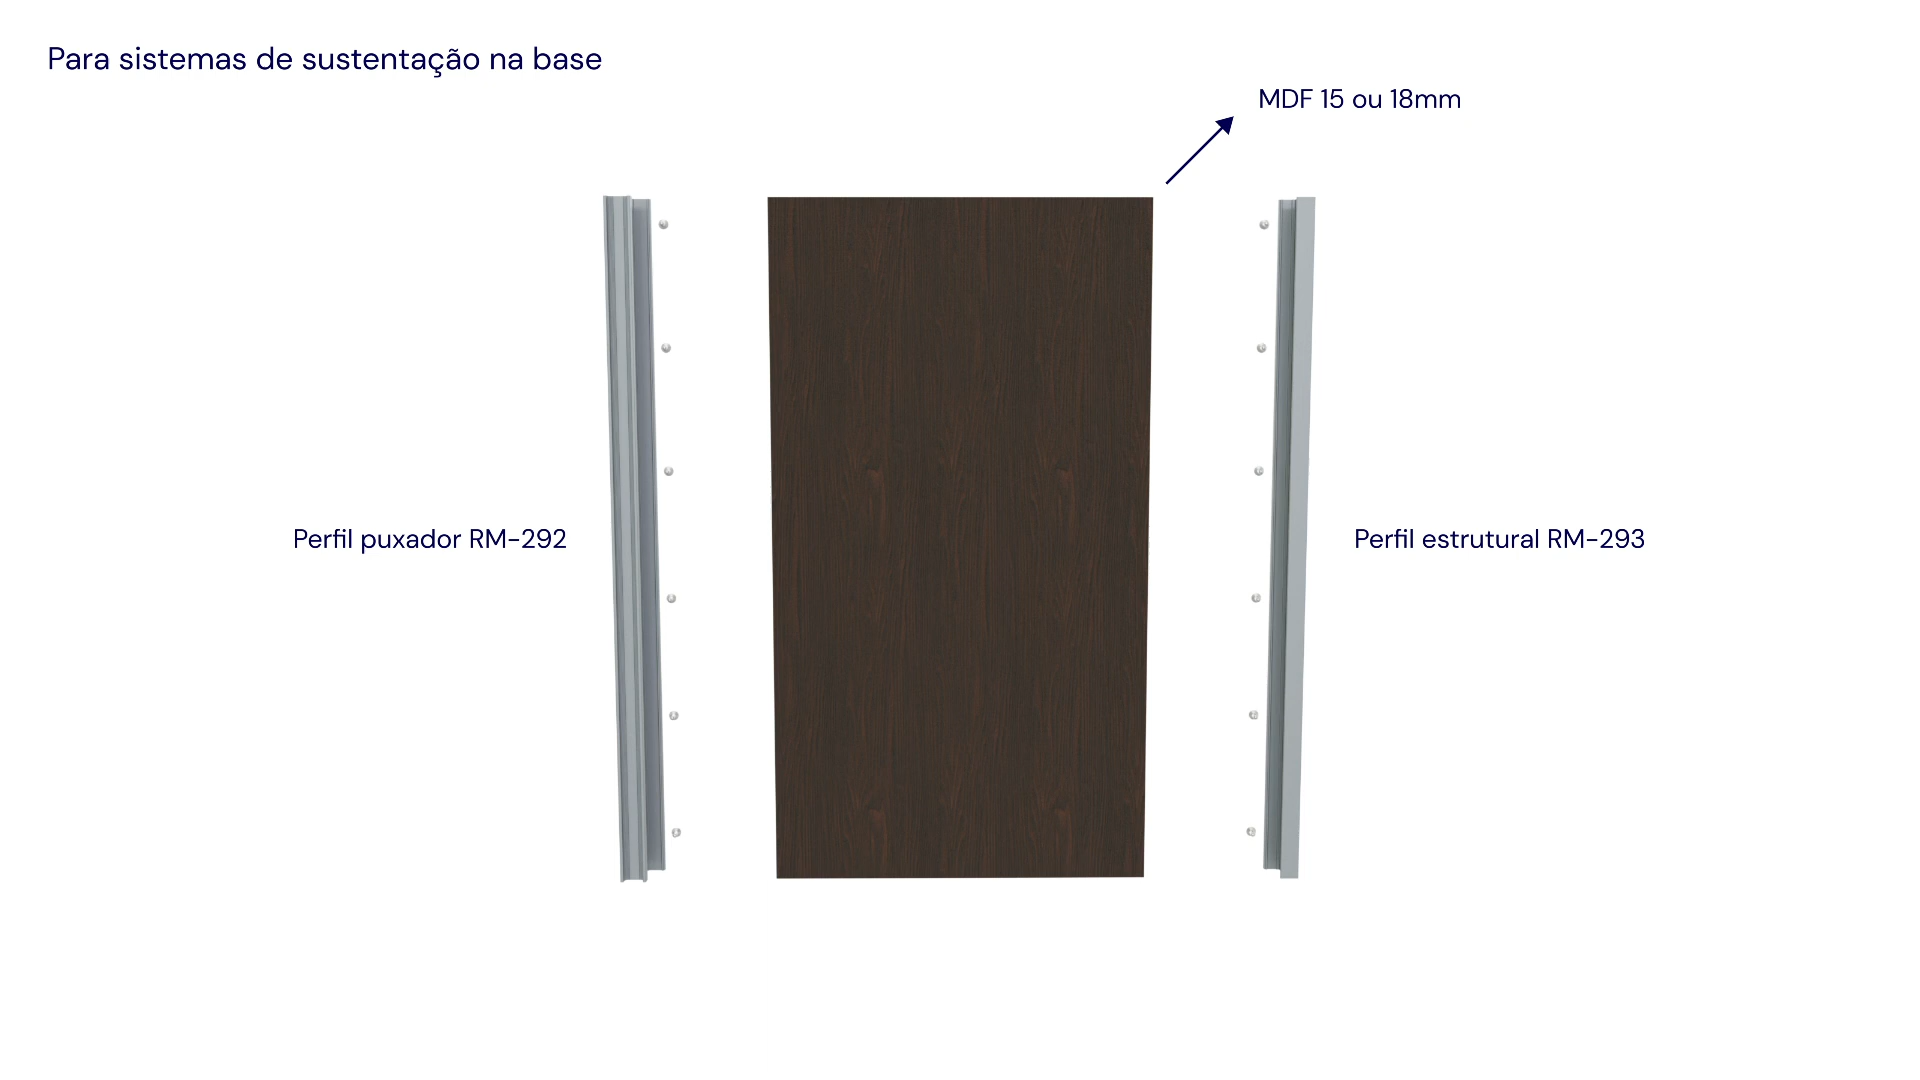 Para sistemas de sustentação na base
MDF 15 ou 18mm
Perfil puxador RM-292
Perfil estrutural RM-293